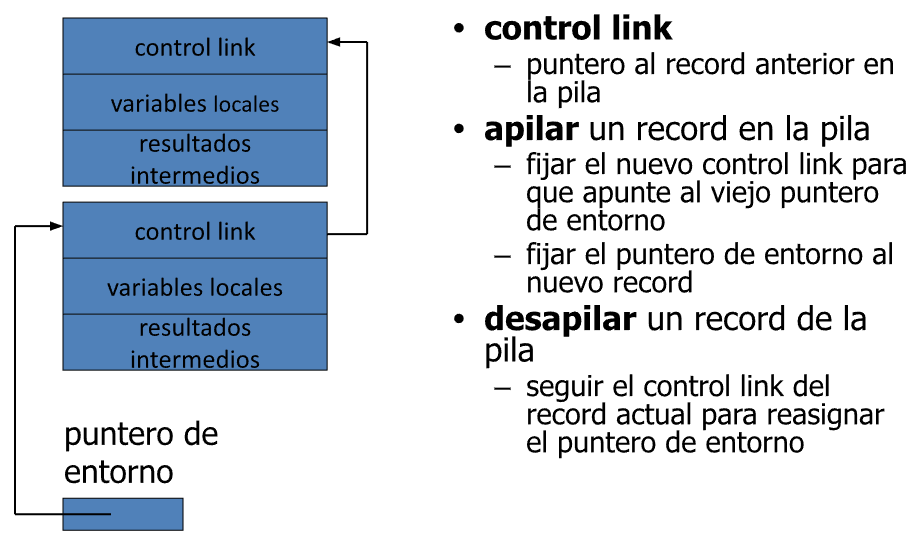 control link
variables locales
resultados
intermedios
control link
variables locales
resultados
intermedios
puntero de
entorno
• control link
– puntero al record anterior en
la pila
• apilar un record en la pila
– fijar el nuevo control link para
que apunte al viejo puntero
de entorno
– fijar el puntero de entorno al
nuevo record
• desapilar un record de la
pila
– seguir el control link del
record actual para reasignar
el puntero de entorno